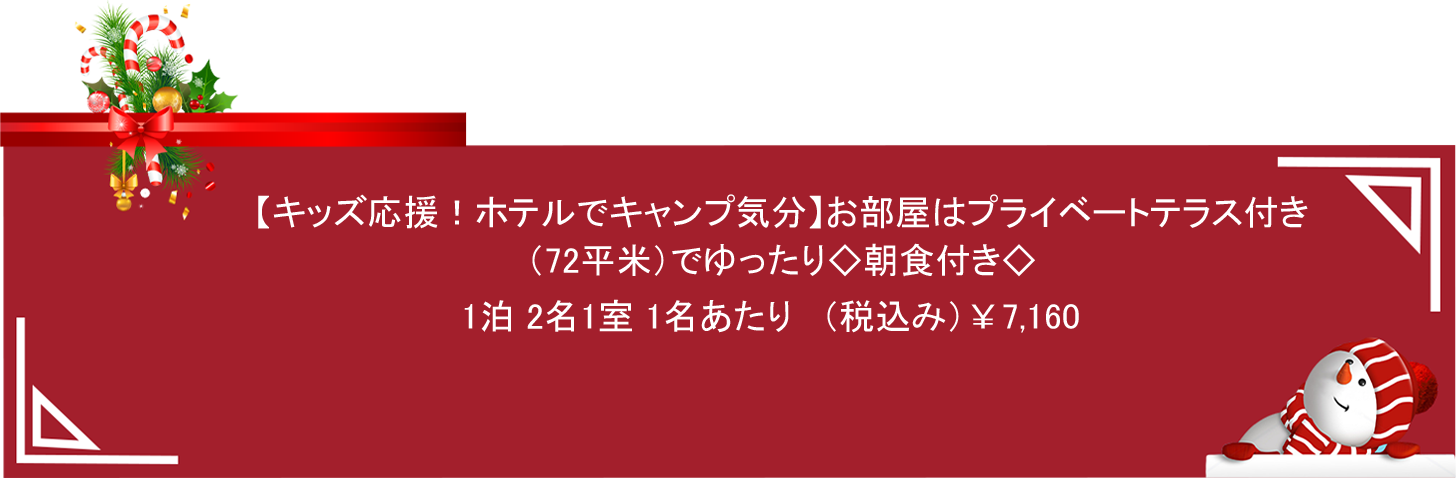 【キッズ応援！ホテルでキャンプ気分】お部屋はプライベートテラス付き
（72平米）でゆったり◇朝食付き◇
1泊 2名1室 1名あたり　（税込み）￥7,160